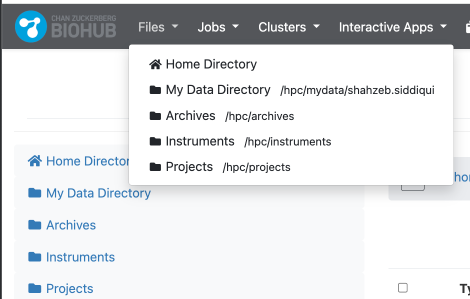 CHAN ZUCKERBERG
BIOHUB
Files Jobs Clusters Interactive Apps
Home Directory
My Data Directory /hpc/mydata/shahzeb.siddiqui
Archives /hpc/archives
Instruments /hpc/instruments
Projects /hpc/projects
Home Director
My Data Directory
Archives
Instruments
Projects
hor
Ty